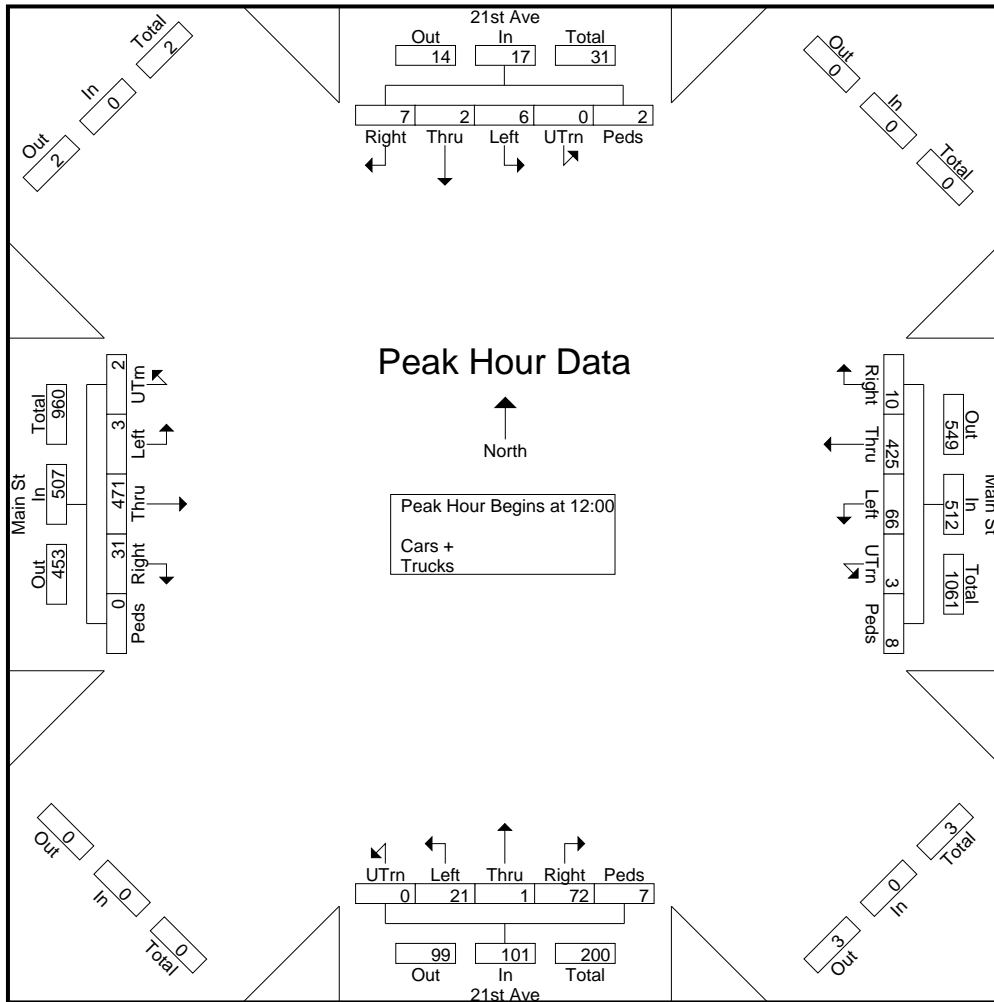 21st Ave
Out In Total
14 17 31
7 2 6 0 2
Right Thru Left UTrn Peds
Total
2
In
0
Out
2
Out
0
In
0
Total
0
Main St
Total
960
In
507
Out
453
2 3 471 31 0
UTrn Left Thru Right Peds
Peak Hour Data
North
Peak Hour Begins at 12:00
Cars +
Trucks
Right Thru Left UTrn Peds
10 425 66 3 8
Out
549
In
512
Total
1061
Main St
0
Out
0
In
0
Total
3
Total
0
In
3
Out
UTrn Left Thru Right Peds
0 21 1 72 7
99 101 200
Out In Total
21st Ave